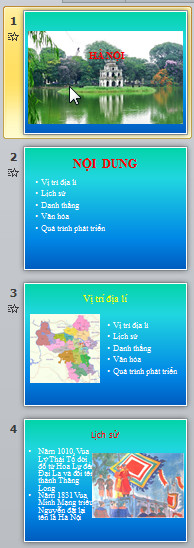 1
HÀ NỘI
2
NỘI DUNG
• Vị trí địa lí
• Lịch sử
• Danh thắng
• Văn hóa
• Quá trình phát triển
3
Vị trí địa lí
• Vị trí địa lí
• Lịch sử
• Danh thắng
• Văn hóa
• Quá trình phát triển
4
Lịch sử
• Năm 1010, Vua
Lý Thái Tổ dời
đô từ Hoa Lư đến
Đại La và đổi tên
thành Thăng
Long
• Năm 1831 Vua
Minh Mạng triều
Nguyễn đổi lại
tên là Hà Nội